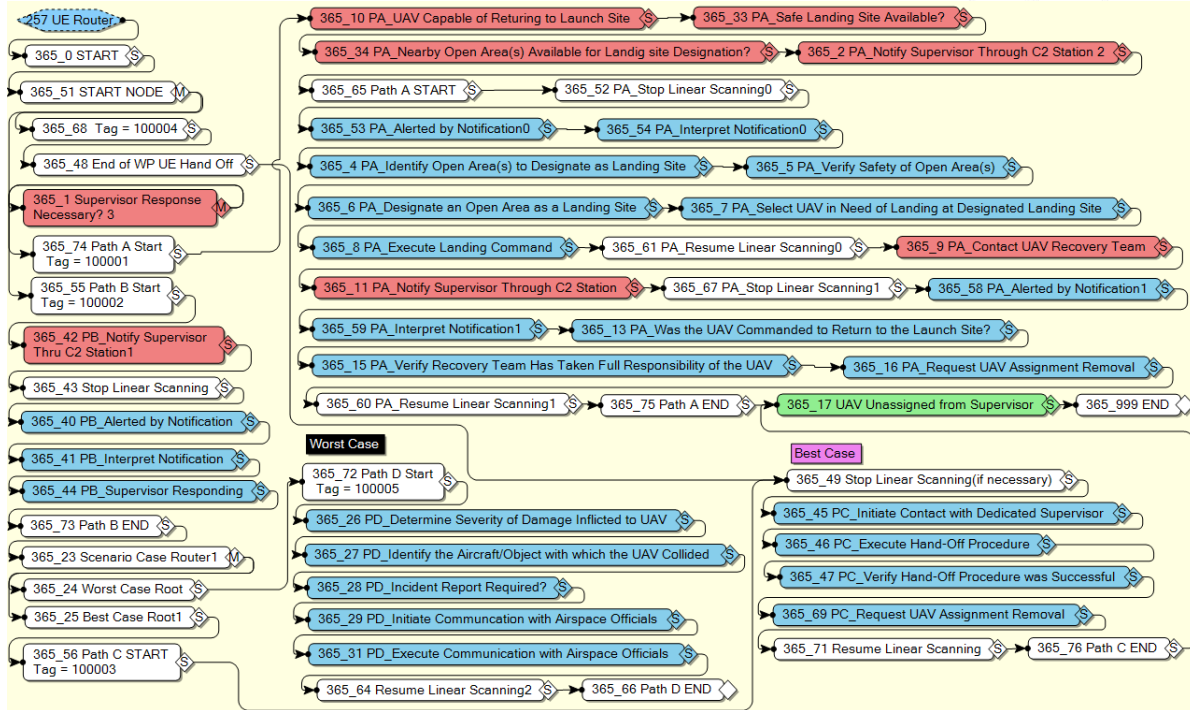 257 UE Router
365_0 START S
365_51 START NODE M
365_68 Tag = 100004 S
365_48 End of WP UE Hand Off S
365_1 Supervisor Response
Necessary? 3 M
365_74 Path A Start
Tag = 100001 S
365_55 Path B Start
Tag = 100002 S
365_42 PB_Notify Supervisor
Thru C2 Station1 S
365_43 Stop Linear Scanning S
365_40 PB_Alerted by Notification S
365_41 PB_Interpret Notification S
365_44 PB_Supervisor Responding S
365_73 Path B END S
365_23 Scenario Case Router1 M
365_24 Worst Case Root S
365_25 Best Case Root1 S
365_56 Path C START
Tag = 100003 S
365_10 PA_UAV Capable of Returing to Launch Site S 365_33 PA_Safe Landing Site Available? S
365_34 PA_Nearby Open Area(s) Available for Landig site Designation? S 365_2 PA_Notify Supervisor Through C2 Station 2 S
365_65 Path A START S 365_52 PA_Stop Linear Scanning0 S
365_53 PA_Alerted by Notification0 S 365_54 PA_Interpret Notification0 S
365_4 PA_Identify Open Area(s) to Designate as Landing Site S 365_5 PA_Verify Safety of Open Area(s) S
365_6 PA_Designate an Open Area as a Landing Site S 365_7 PA_Select UAV in Need of Landing at Designated Landing Site S
365_8 PA_Execute Landing Command S 365_61 PA_Resume Linear Scanning0 S 365_9 PA_Contact UAV Recovery Team S
365_11 PA_Notify Supervisor Through C2 Station S 365_67 PA_Stop Linear Scanning1 S 365_58 PA_Alerted by Notification1 S
365_59 PA_Interpret Notification1 S 365_13 PA_Was the UAV Commanded to Return to the Launch Site? S
365_15 PA_Verify Recovery Team Has Taken Full Responsibility of the UAV S 365_16 PA_Request UAV Assignment Removal S
365_60 PA_Resume Linear Scanning1 S 365_75 Path A END S 365_17 UAV Unassigned from Supervisor S 365_999 END
Worst Case
365_72 Path D Start
Tag = 100005 S
365_26 PD_Determine Severity of Damage Inflicted to UAV S
365_27 PD_Identify the Aircraft/Object with which the UAV Collided S
365_28 PD_Incident Report Required? S
365_29 PD_Initiate Communcation with Airspace Officials S
365_31 PD_Execute Communication with Airspace Officials S
365_64 Resume Linear Scanning2 S 365_66 Path D END
Best Case
365_49 Stop Linear Scanning(if necessary) S
365_45 PC_Initiate Contact with Dedicated Supervisor S
365_46 PC_Execute Hand-Off Procedure S
365_47 PC_Verify Hand-Off Procedure was Successful S
365_69 PC_Request UAV Assignment Removal S
365_71 Resume Linear Scanning S 365_76 Path C END S